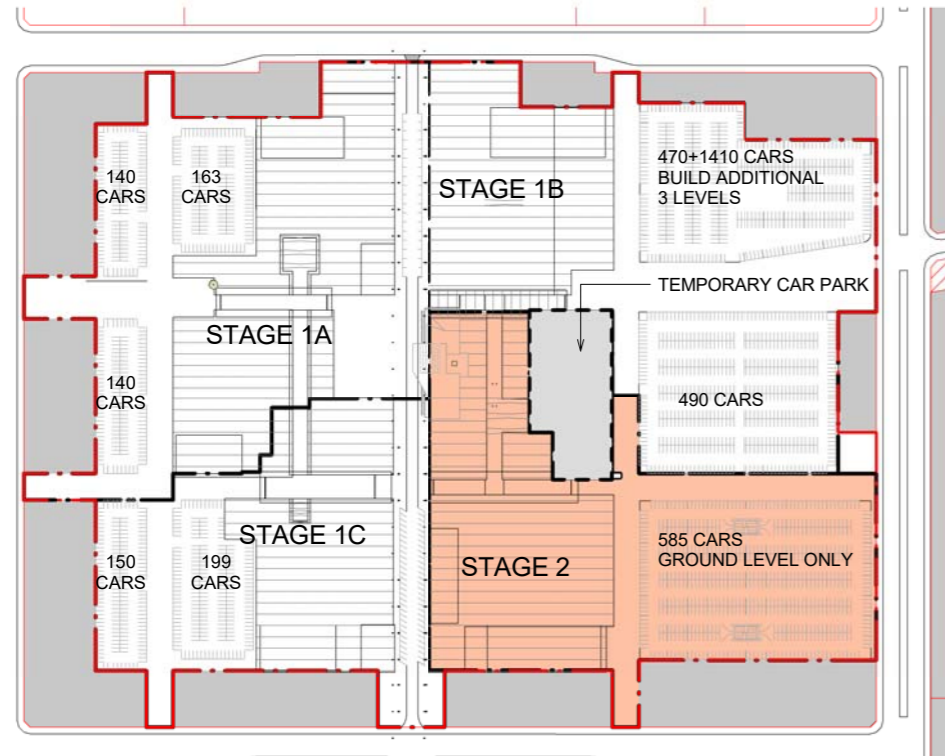 140
CARS
163
CARS
STAGE 1B
470+1410 CARS
BUILD ADDITIONAL
3 LEVELS
TEMPORARY CAR PARK
STAGE 1A
140
CARS
490 CARS
STAGE 1C
150
CARS
199
CARS
STAGE 2
585 CARS
GROUND LEVEL ONLY